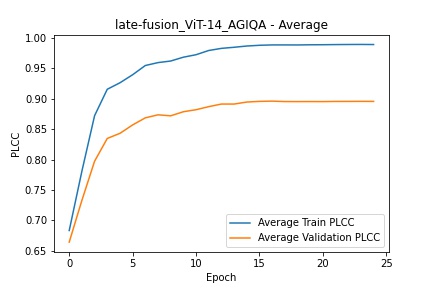 late-fusion_ViT-14_AGIQA - Average
1.00
0.95
0.90
0.85
0.80
0.75
0.70
0.65
PLCC
Average Train PLCC
Average Validation PLCC
0 5 10 15 20 25
Epoch